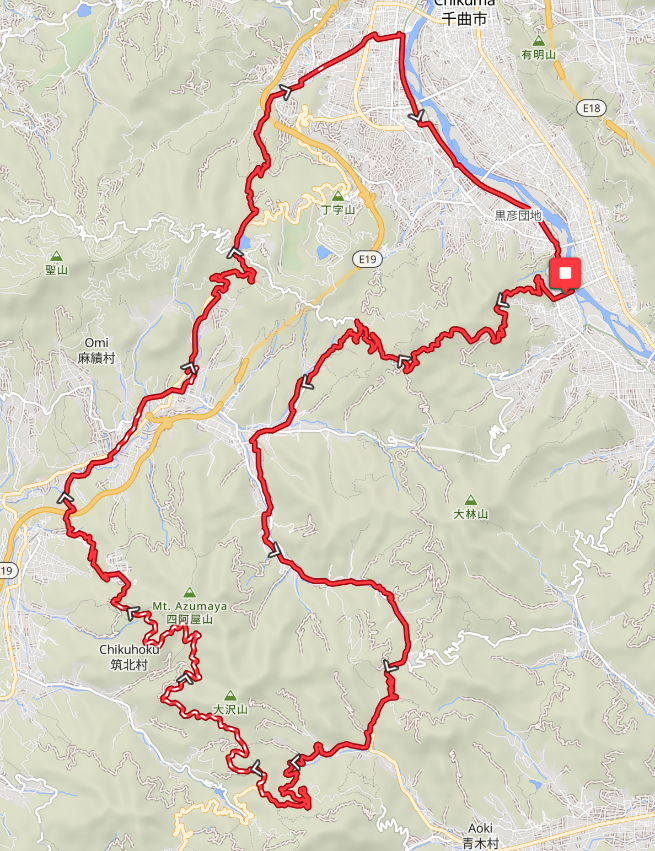 Chikuma
千曲市
有明山
E18
黒彦団地
丁字山
E19
聖山
Omi
麻績村
大林山
19
Mt. Azumaya
四阿屋山
Chikuhoku
筑北村
大沢山
Aoki
青木村